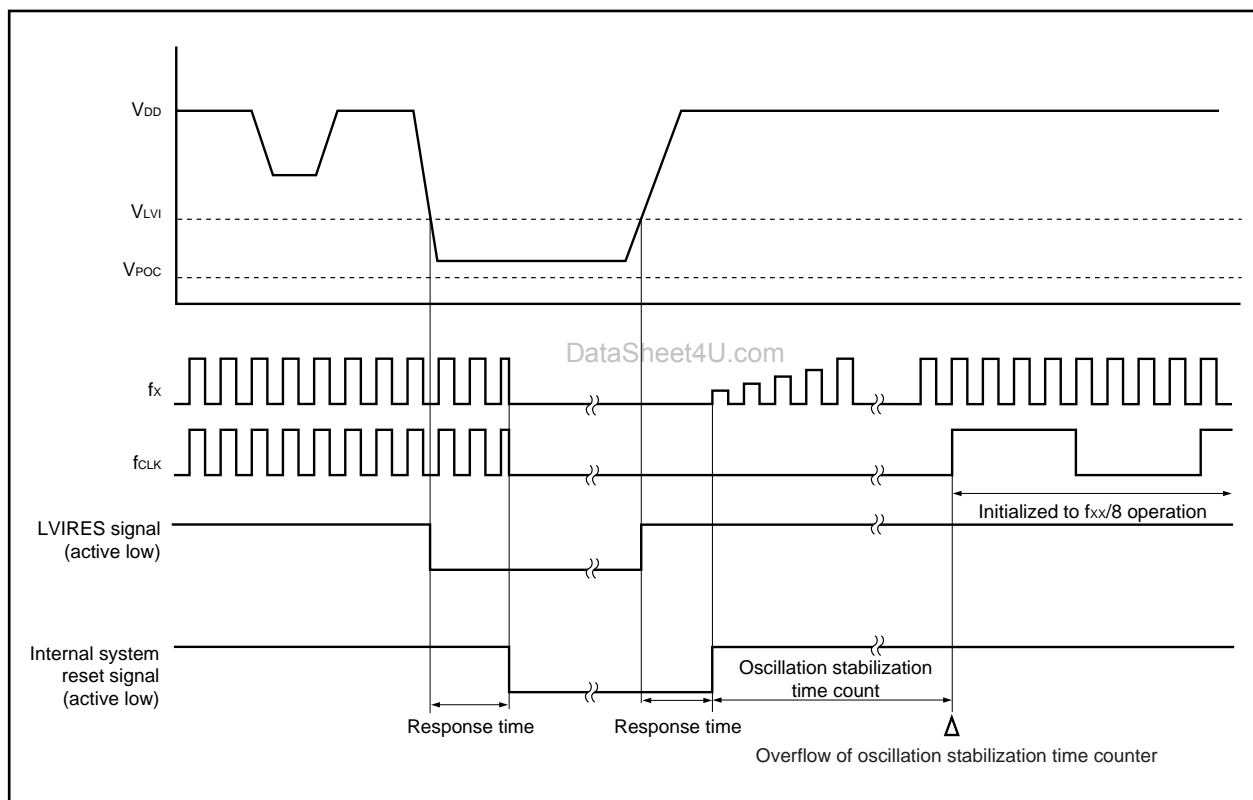 VDD
VLVI
VPOC
DataSheet4U.com
fX
fCLK
Initialized to fXX/8 operation
LVIRES signal
(active low)
Internal system
reset signal
(active low)
Oscillation stabilization
time count
Response time
Response time
Overflow of oscillation stabilization time counter